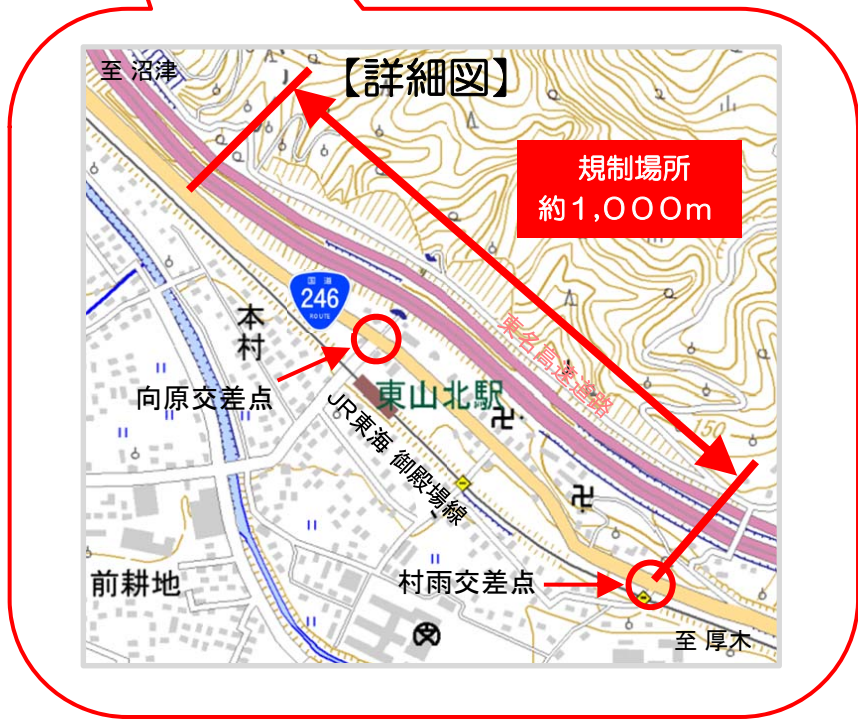 至 沼津
【詳細図】
規制場所
約1,000m
国道
246
ROUTE
本村
向原交差点
東山北駅
東名高速道路
JR東海 御殿場線
150
前耕地
村雨交差点
至 厚木